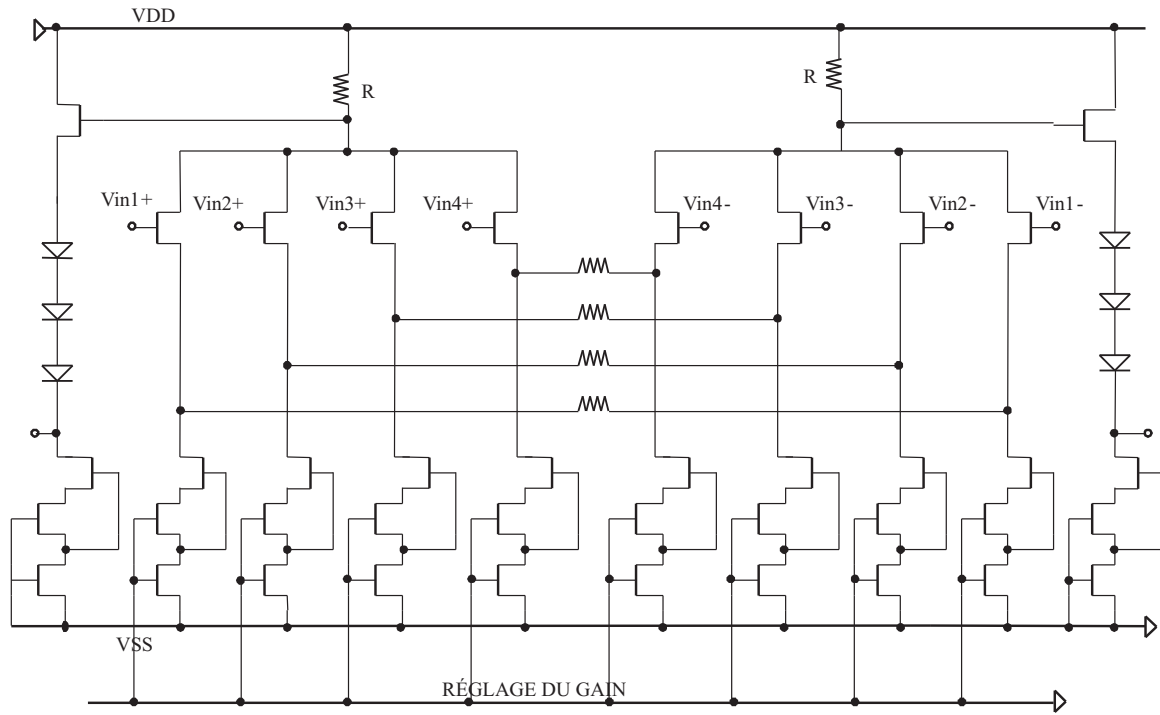 VDD
R
R
Vin1+
Vin2+
Vin3+
Vin4+
Vin4-
Vin3-
Vin2-
Vin1-
VSS
RÉGLAGE DU GAIN